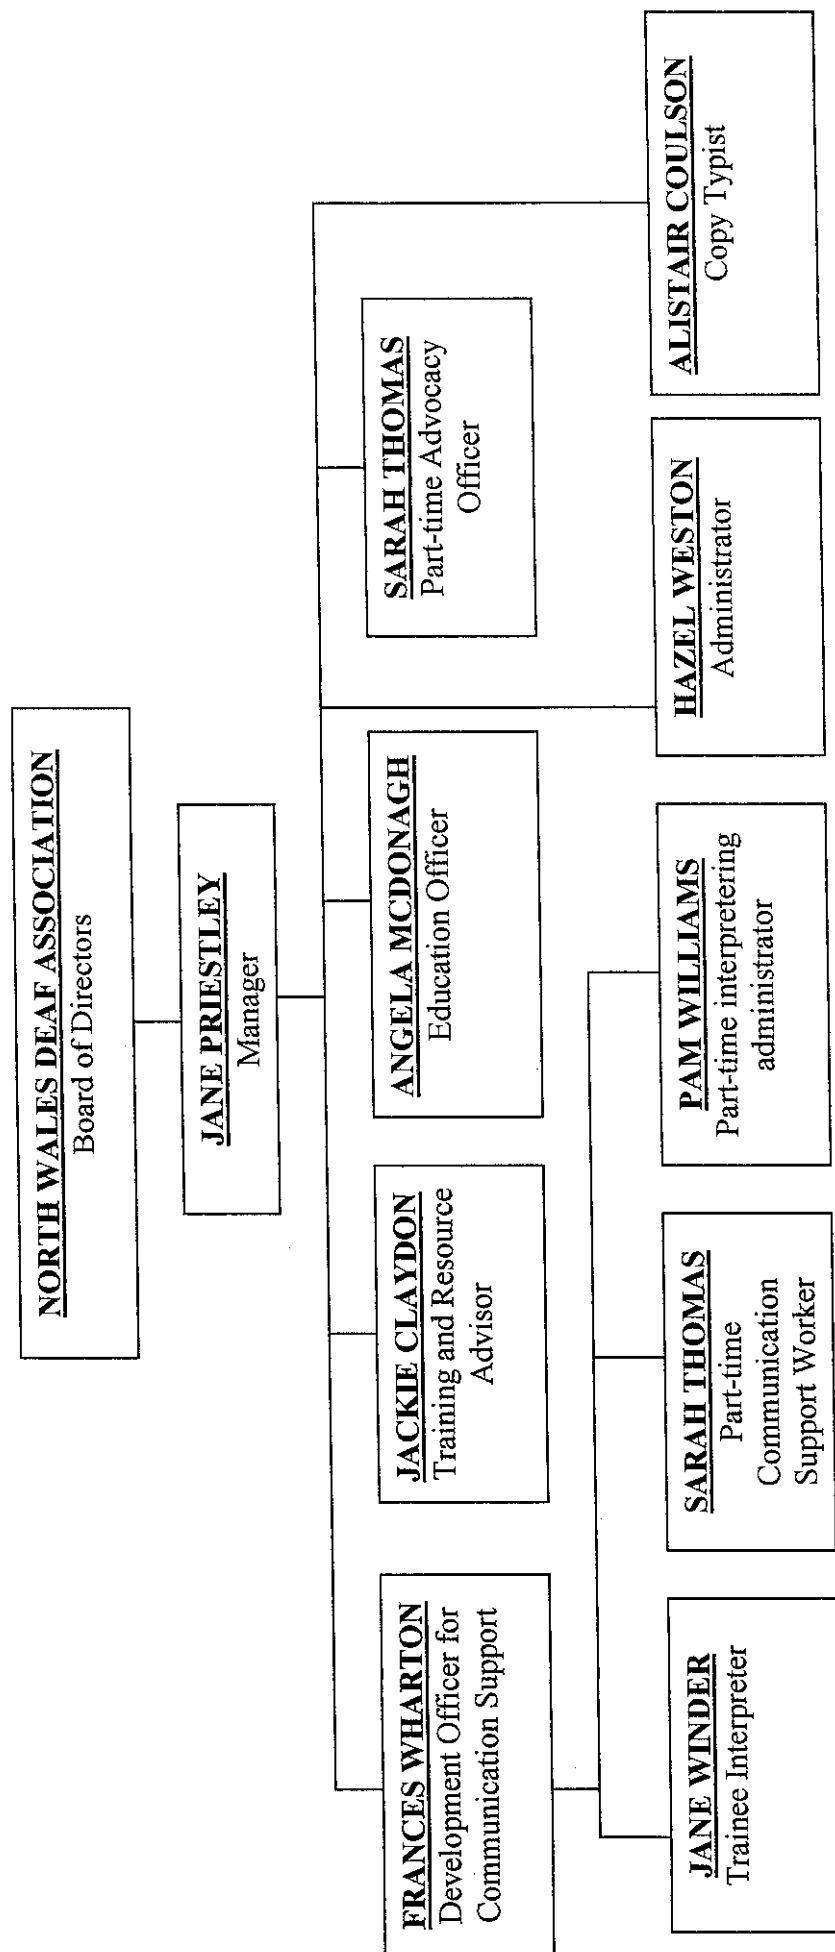 NORTH WALES DEAF ASSOCIATION
Board of Directors
JANE PRIESTLEY
Manager
FRANCES WHARTON
Development Officer for
Communication Support
JACKIE CLAYDON
Training and Resource
Advisor
ANGELA MCDONAGH
Education Officer
SARAH THOMAS
Part-time Advocacy
Officer
JANE WINDER
Trainee Interpreter
SARAH THOMAS
Part-time
Communication
Support Worker
PAM WILLIAMS
Part-time interpretering
administrator
HAZEL WESTON
Administrator
ALISTAIR COULSON
Copy Typist